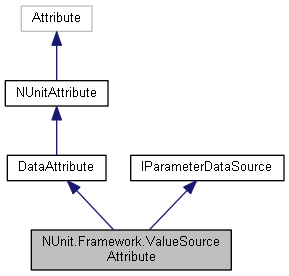 Attribute
NUnitAttribute
DataAttribute
IParameterDataSource
NUnit.Framework.ValueSource
Attribute